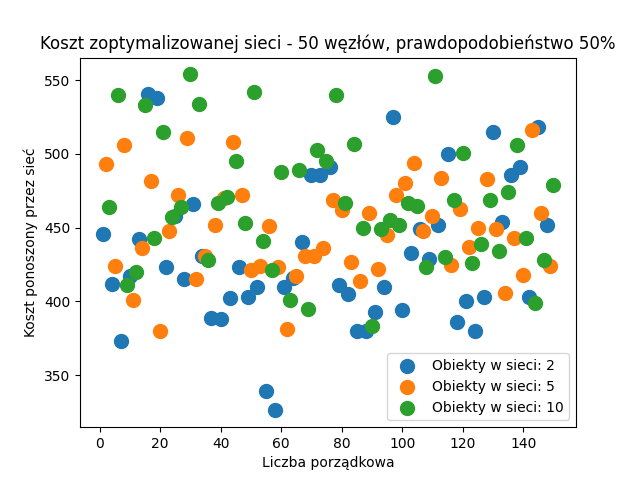 Koszt zoptymalizowanej sieci - 50 węzłów, prawdopodobieństwo 50%
Koszt ponoszony przez sieć
550
500
450
400
350
0 20 40 60 80 100 120 140
Liczba porządkowa
Obiekty w sieci: 2
Obiekty w sieci: 5
Obiekty w sieci: 10